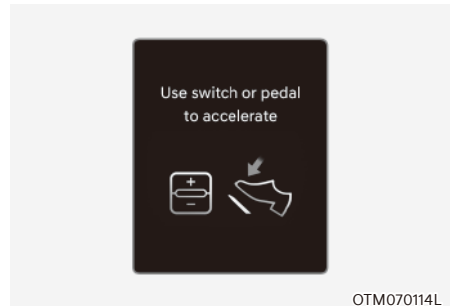 Use switch or pedal
to accelerate
+
−
OTM070114L